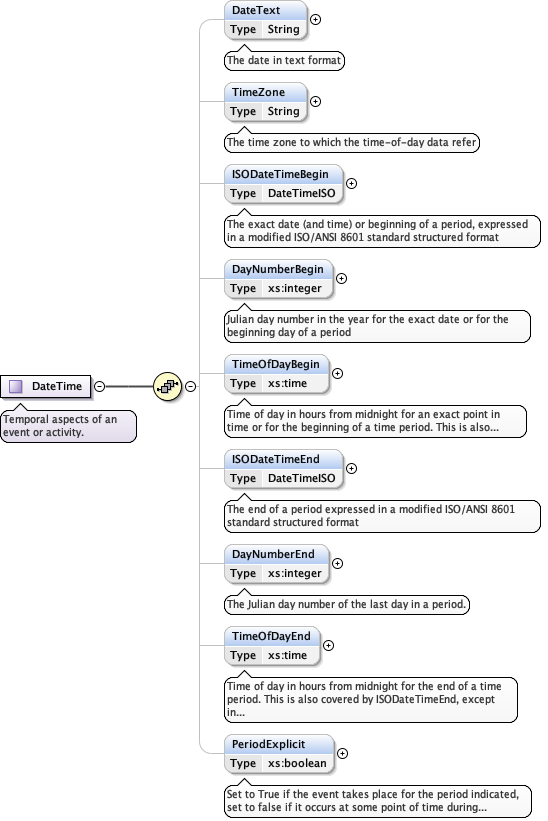 DateText
Type String
The date in text format
TimeZone
Type String
The time zone to which the time-of-day data refer
ISODateTimeBegin
Type DateTimeISO
The exact date (and time) or beginning of a period, expressed
in a modified ISO/ANSI 8601 standard structured format
DayNumberBegin
Type xs:integer
Julian day number in the year for the exact date or for the
beginning day of a period
DateTime
Temporal aspects of an
event or activity.
TimeOfDayBegin
Type xs:time
Time of day in hours from midnight for an exact point in
time or for the beginning of a time period. This is also...
ISODateTimeEnd
Type DateTimeISO
The end of a period expressed in a modified ISO/ANSI 8601
standard structured format
DayNumberEnd
Type xs:integer
The Julian day number of the last day in a period.
TimeOfDayEnd
Type xs:time
Time of day in hours from midnight for the end of a time
period. This is also covered by ISODateTimeEnd, except
in...
PeriodExplicit
Type xs:boolean
Set to True if the event takes place for the period indicated,
set to false if it occurs at some point of time during...